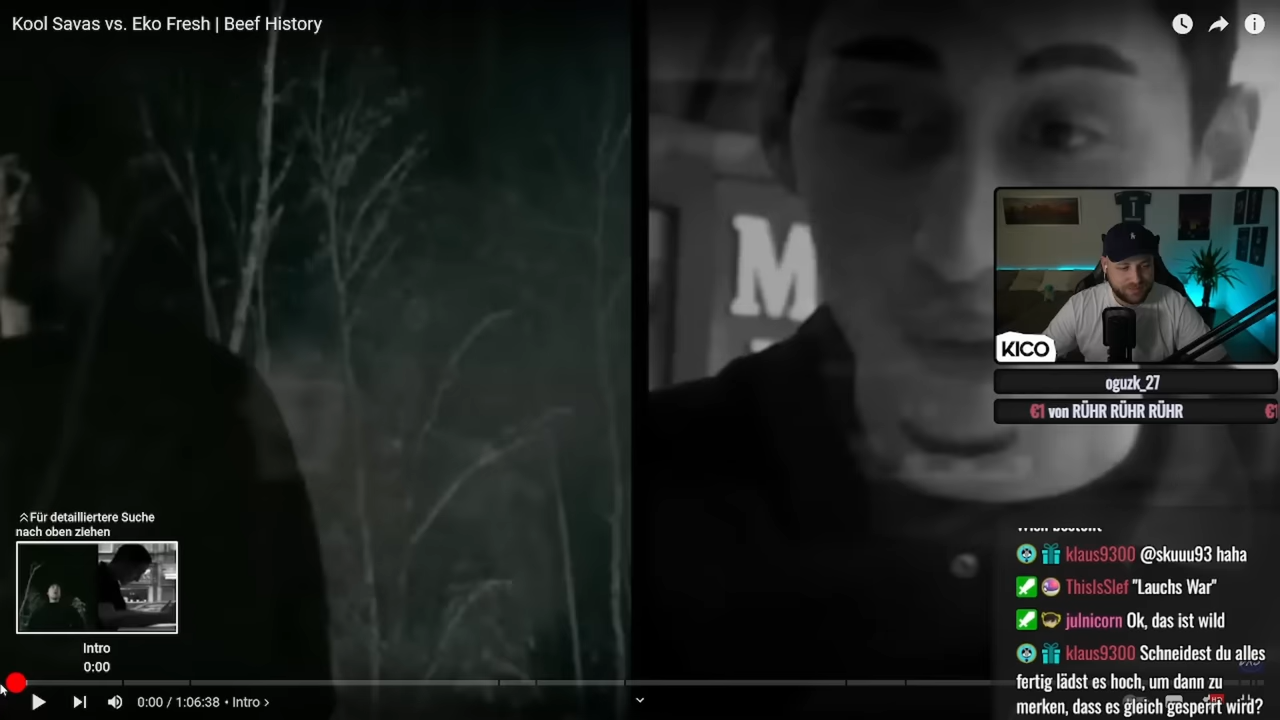 Kool Savas vs. Eko Fresh | Beef History
M
KICO
oguzk_27
€1 von RÜHR RÜHR RÜHR
Für detailliertere Suche
nach oben ziehen
klaus9300 @skuuu93 haha
ThisIsSlef "Lauchs War"
julnicorn Ok, das ist wild
klaus9300 Schneidest du alles
fertig lädst es hoch, um dann zu
merken, dass es gleich gesperrt wird?
Intro
0:00
0:00 / 1:06:38 • Intro